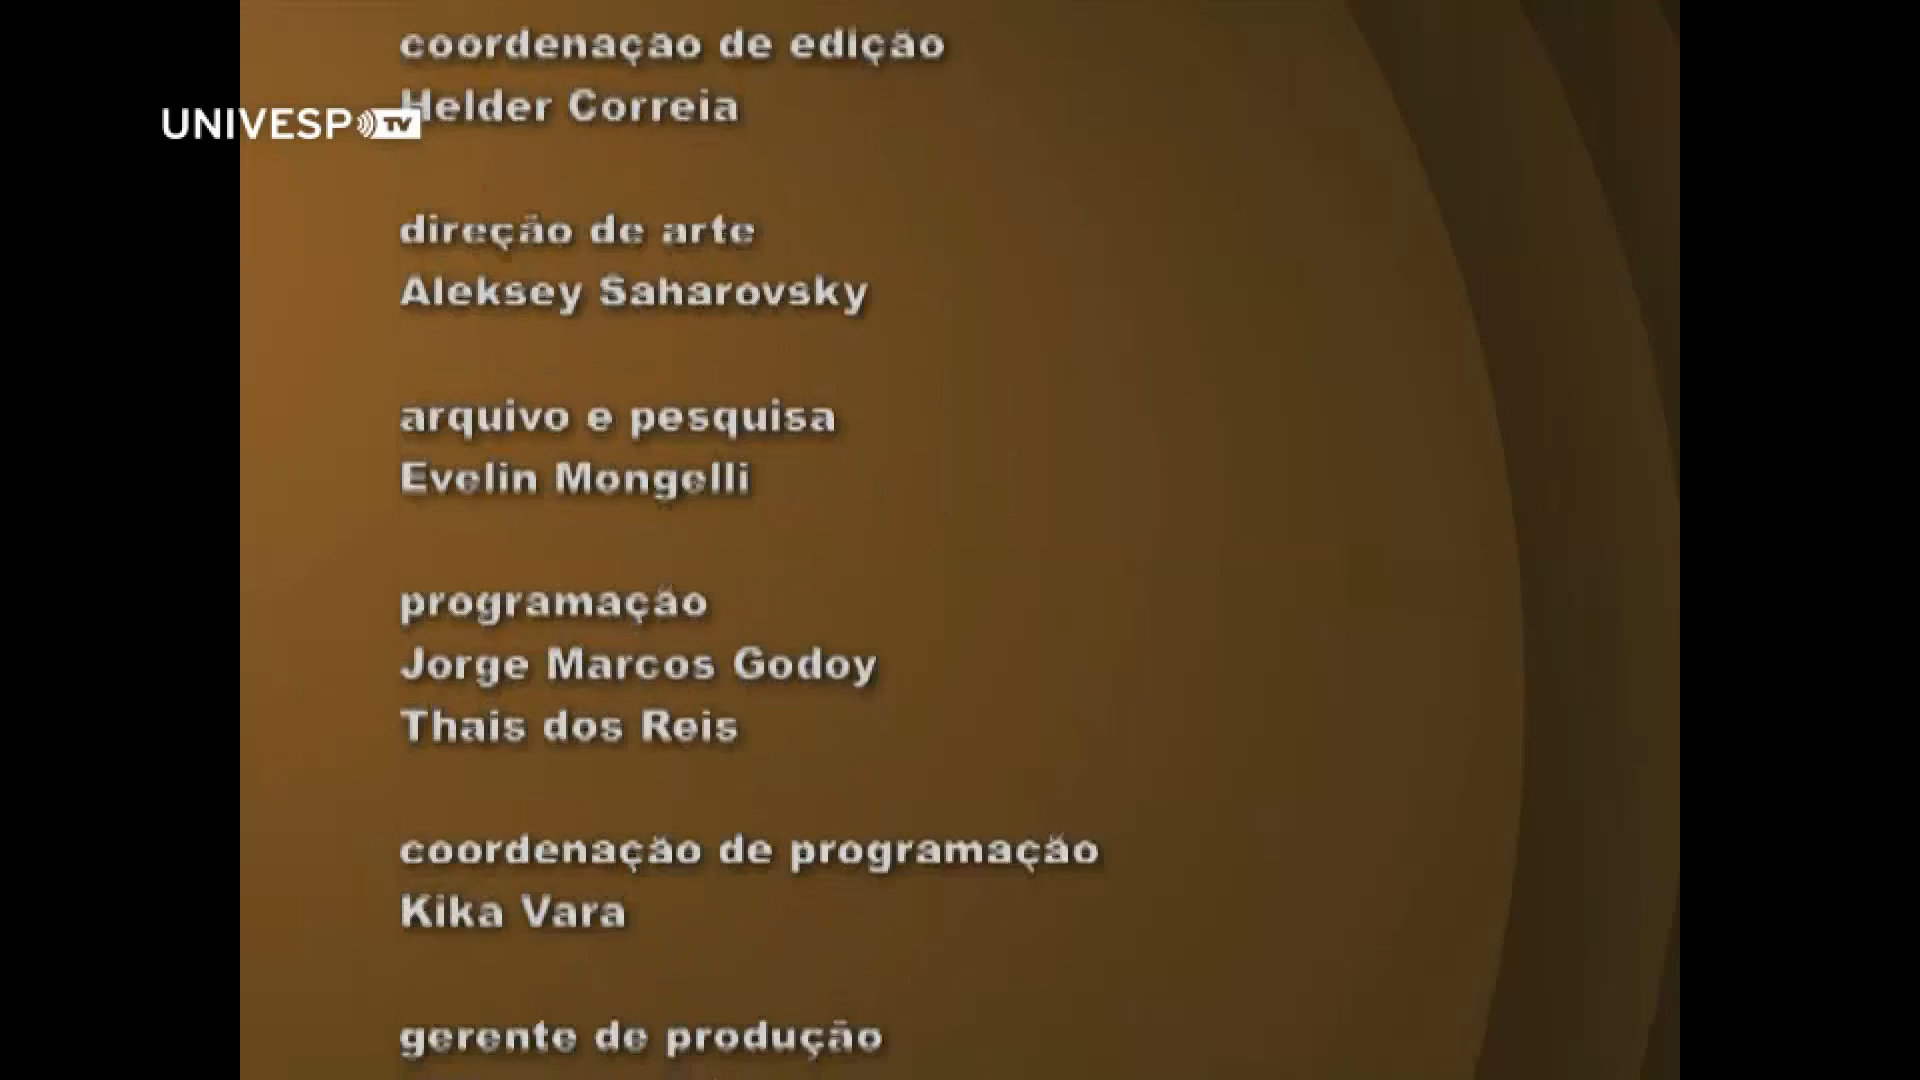 coordenação de edição
Helder Correia
UNIVESP TV
direção de arte
Aleksey Saharovsky
arquivo e pesquisa
Evelin Mongelli
programação
Jorge Marcos Godoy
Thais dos Reis
coordenação de programação
Kika Vara
gerente de produção